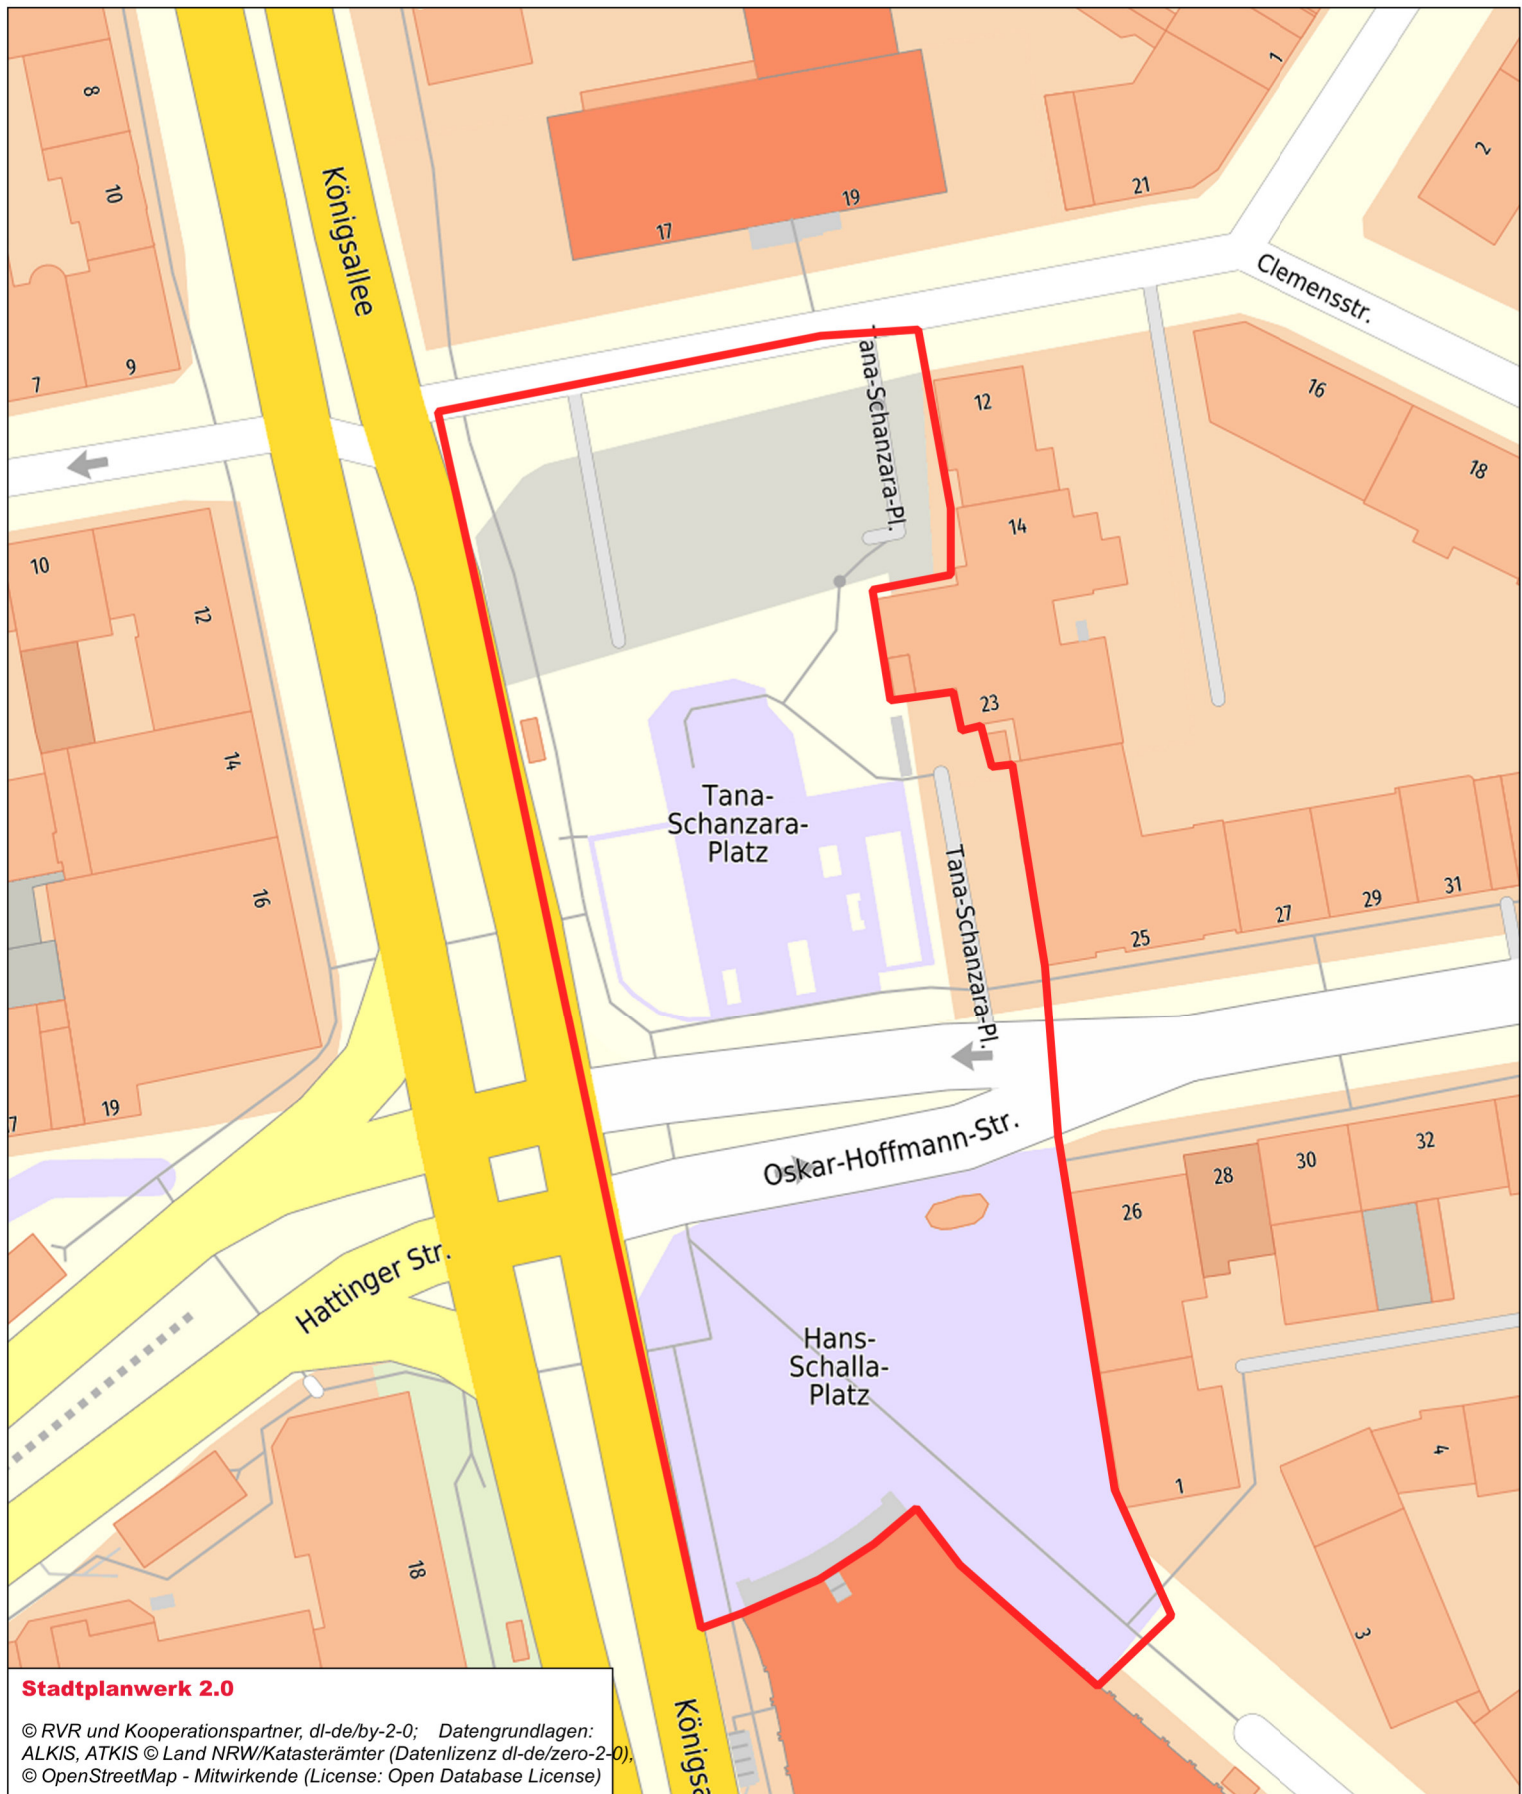 8
10
Königsallee
17
19
21
1
2
Clemensstr.
7
9
12
16
18
Tana-Schanzara-Pl.
14
10
12
14
16
23
Tana-
Schanzara-
Platz
Tana-Schanzara-Pl.
25
27
29
31
7
19
Oskar-Hoffmann-Str.
26
28
30
32
Hattinger Str.
Hans-
Schalla-
Platz
1
4
3
18
Königsa
Stadtplanwerk 2.0
© RVR und Kooperationspartner, dl-de/by-2-0; Datengrundlagen:
ALKIS, ATKIS © Land NRW/Katasterämter (Datenlizenz dl-de/zero-2-0),
© OpenStreetMap - Mitwirkende (License: Open Database License)